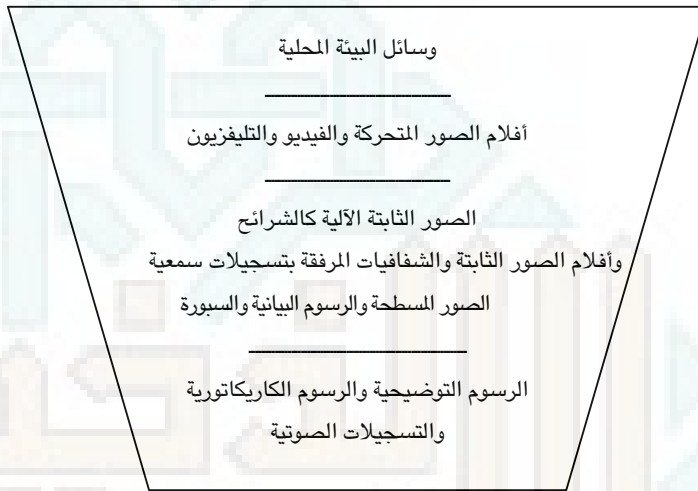 وسائل البيئة المحلية
أفلام الصور المتحركة والفيديو والتليفزيون
الصور الثابتة الآلية كالشرائح
وأفلام الصور الثابتة والشفافيات المرفقة بتسجيلات سمعية
الصور المسطحة والرسوم البيانية والسبورة
الرسوم التوضيحية والرسوم الكاريكاتورية
والتسجيلات الصوتية